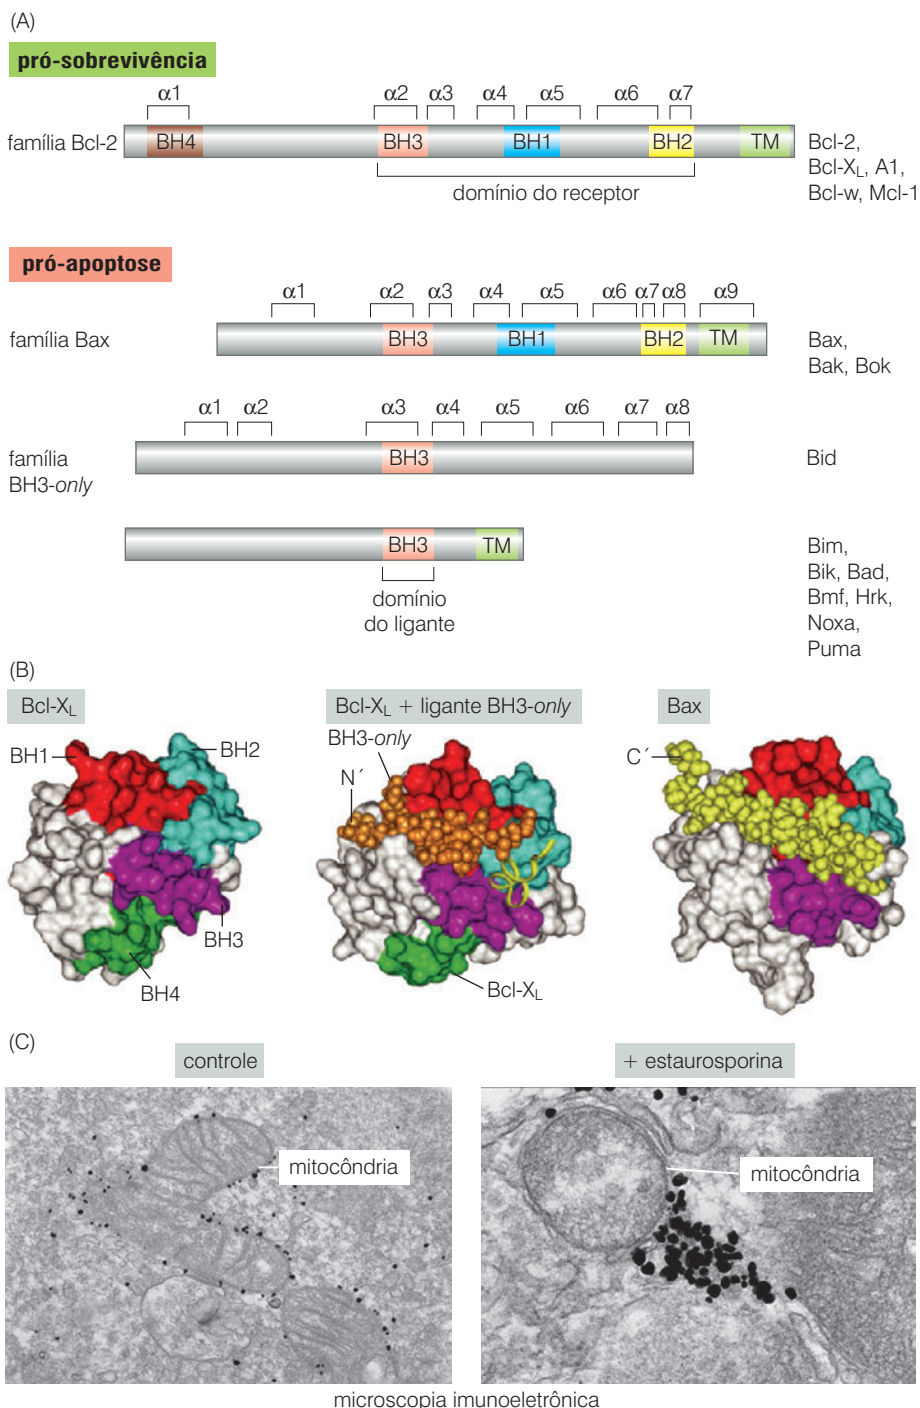 (A)
pró-sobrevivência
α1 α2 α3 α4 α5 α6 α7
família Bcl-2 BH4 BH3 BH1 BH2 TM Bcl-2,
Bcl-XL, A1,
Bcl-w, Mcl-1
domínio do receptor
pró-apoptose
α1 α2 α3 α4 α5 α6 α7 α8 α9
família Bax BH3 BH1 BH2 TM Bax,
Bak, Bok
α1 α2 α3 α4 α5 α6 α7 α8
família BH3 Bid
BH3-only
BH3 TM Bim,
Bik, Bad,
Bmf, Hrk,
Noxa,
Puma
domínio
do ligante
(B)
Bcl-XL
BH1
BH2
BH3
BH4
Bcl-XL + ligante BH3-only
BH3-only
N´
Bcl-XL
Bax
C´
(C)
controle
mitocôndria
+ estaurosporina
mitocôndria
microscopia imunoeletrônica